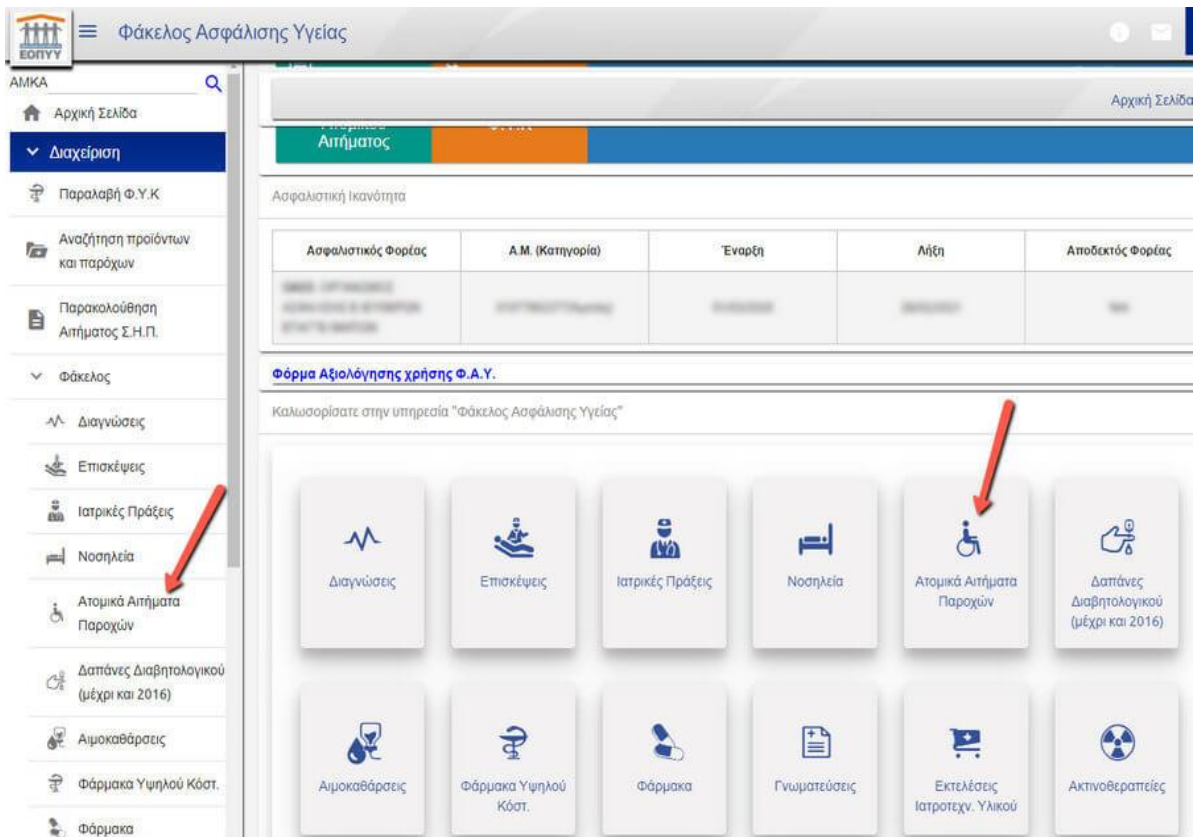 ΕΟΠΥΥ
Φάκελος Ασφάλισης Υγείας
ΑΜΚΑ
Αρχική Σελίδα
Διαχείριση
Παραλαβή Φ.Υ.Κ
Αναζήτηση προϊόντων
και παρόχων
Παρακολούθηση
Αιτήματος Σ.Η.Π.
Φάκελος
Διαγνώσεις
Επισκέψεις
Ιατρικές Πράξεις
Νοσηλεία
Ατομικά Αιτήματα
Παροχών
Δαπάνες Διαβητολογικού
(μέχρι και 2016)
Αιμοκαθάρσεις
Φάρμακα Υψηλού Κόστ.
Φάρμακα
Αρχική Σελίδα
Αιτήματος
Ασφαλιστική Ικανότητα
Ασφαλιστικός Φορέας
Α.Μ. (Κατηγορία)
Έναρξη
Λήξη
Αποδεκτός Φορέας
Φόρμα Αξιολόγησης χρήσης Φ.Α.Υ.
Καλωσορίσατε στην υπηρεσία "Φάκελος Ασφάλισης Υγείας"
Διαγνώσεις
Επισκέψεις
Ιατρικές Πράξεις
Νοσηλεία
Ατομικά Αιτήματα
Παροχών
Δαπάνες
Διαβητολογικού
(μέχρι και 2016)
Αιμοκαθάρσεις
Φάρμακα Υψηλού
Κόστ.
Φάρμακα
Γνωματεύσεις
Εκτελέσεις
Ιατροτεχν. Υλικού
Ακτινοθεραπείες